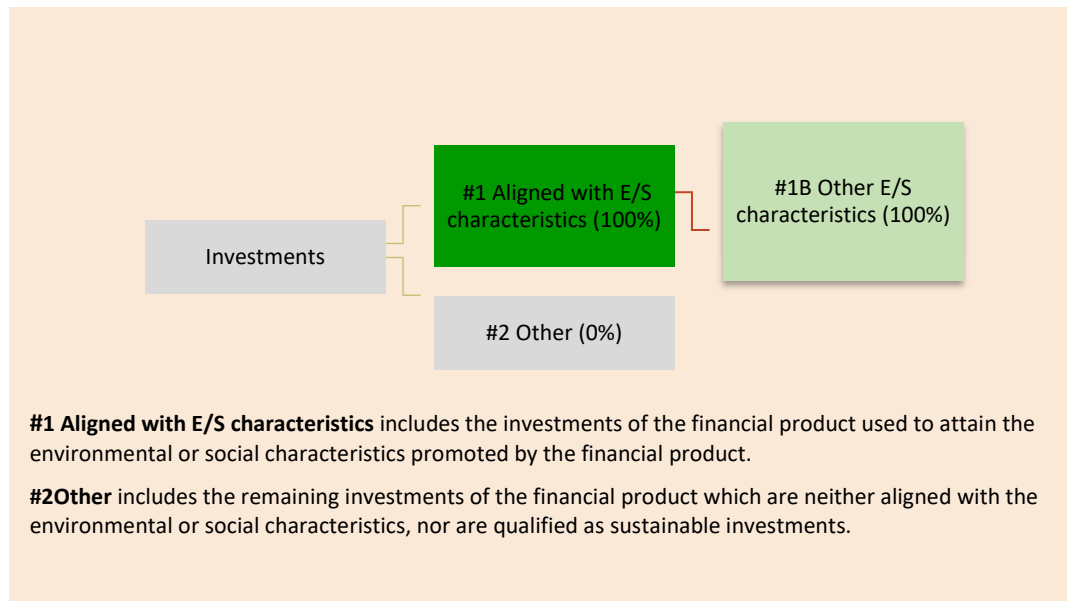 #1 Aligned with E/S
characteristics (100%)
#1B Other E/S
characteristics (100%)
Investments
#2 Other (0%)
#1 Aligned with E/S characteristics includes the investments of the financial product used to attain the
environmental or social characteristics promoted by the financial product.
#2Other includes the remaining investments of the financial product which are neither aligned with the
environmental or social characteristics, nor are qualified as sustainable investments.